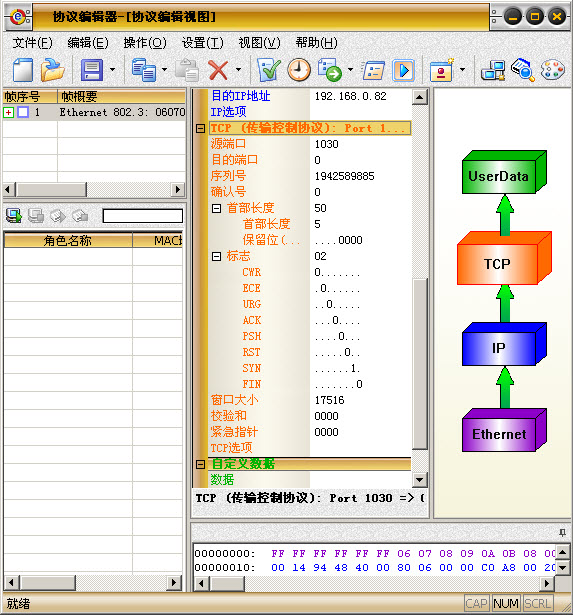 协议编辑器-[协议编辑视图]
文件(F) 编辑(E) 操作(O) 设置(T) 视图(V) 帮助(H)
帧序号 帧概要
1 Ethernet 802.3: 06070
角色名称 MAC
目的IP地址 192.168.0.82
IP选项
TCP (传输控制协议): Port 1...
源端口 1030
目的端口 0
序列号 1942589885
确认号 0
首部长度 50
首部长度 5
保留位(... ....0000
标志 02
CWR 0.......
ECE .0......
URG ..0.....
ACK ...0....
PSH ....0...
RST .....0..
SYN ......1.
FIN .......0
窗口大小 17516
校验和 0000
紧急指针 0000
TCP选项
自定义数据
数据
TCP (传输控制协议): Port 1030 => (
UserData
TCP
IP
Ethernet
00000000: FF FF FF FF FF FF 06 07 08 09 0A 0B 08 00
00000010: 00 14 94 48 40 00 80 06 00 00 C0 A8 00 20
就绪 CAP NUM SCRL